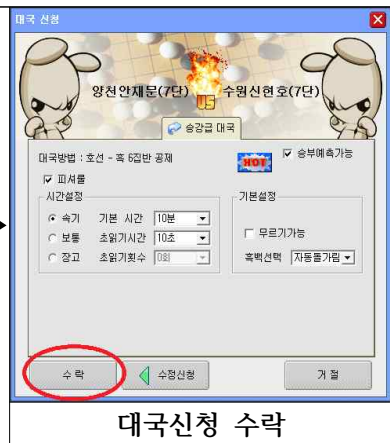 대국 신청
양천안재문(7단) US 수원신현호(7단)
승강급 대국
대국방법 : 호선 - 흑 6집반 공제
HOT 승부예측가능
피셔룰
시간설정
기본설정
속기 기본 시간 10분
보통 초읽기시간 10초
장고 초읽기횟수 0회
무르기가능
흑백선택 자동돌가림
수 락
수정신청
거 절
대국신청 수락